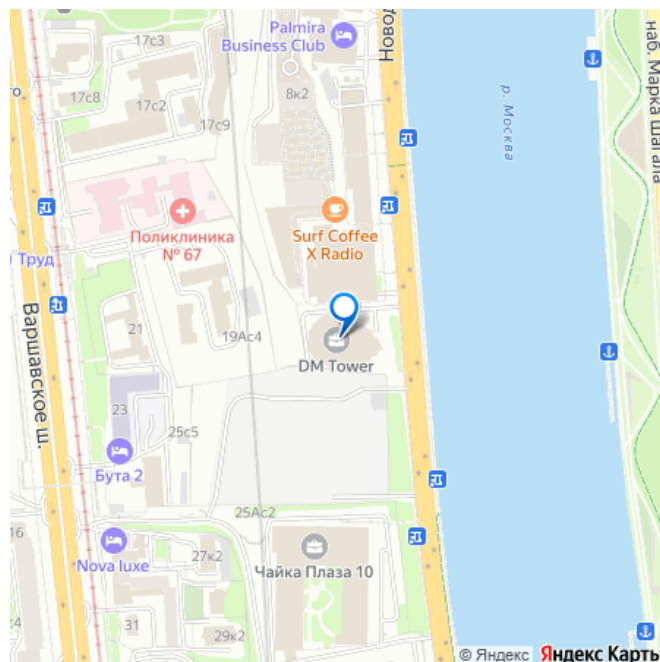 Palmira
Business Club
Новод
наб. Марка Шагала
17с3
17с8
17с2
8к2
17с9
р. Москва
Поликлиника
№ 67
Surf Coffee
X Radio
Труд
21
19Ас4
DM Tower
Варшавское ш.
23
25с5
Бута 2
25Ас2
16
Nova luxe
27к2
Чайка Плаза 10
31
29к2
© Яндекс Яндекс Карты